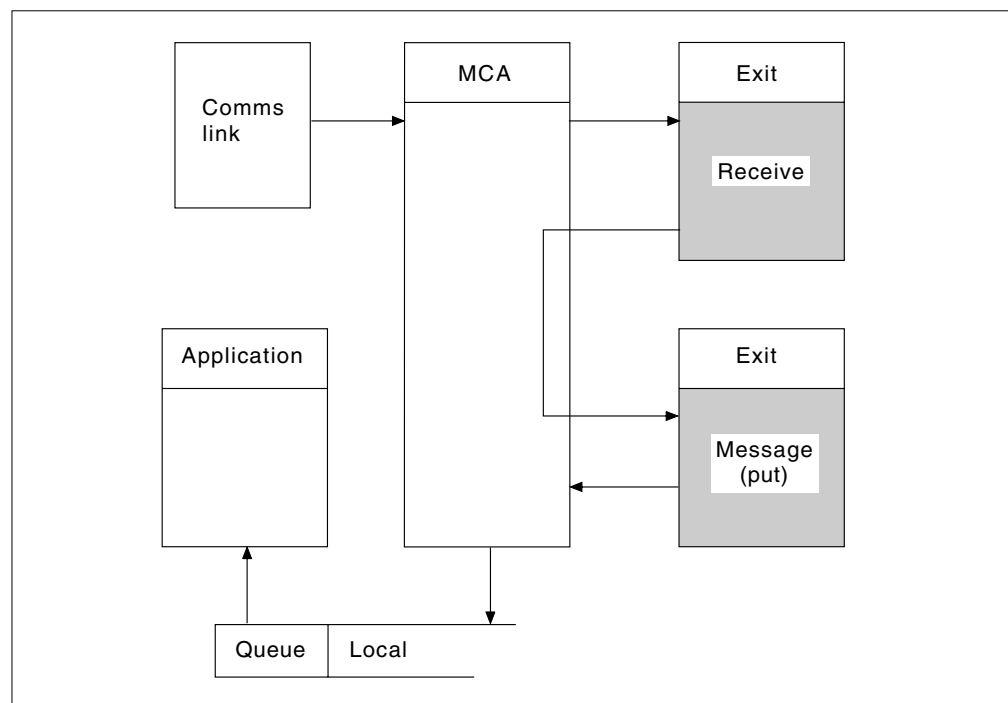 Comms
link
MCA
Exit
Receive
Application
Exit
Message
(put)
Queue
Local